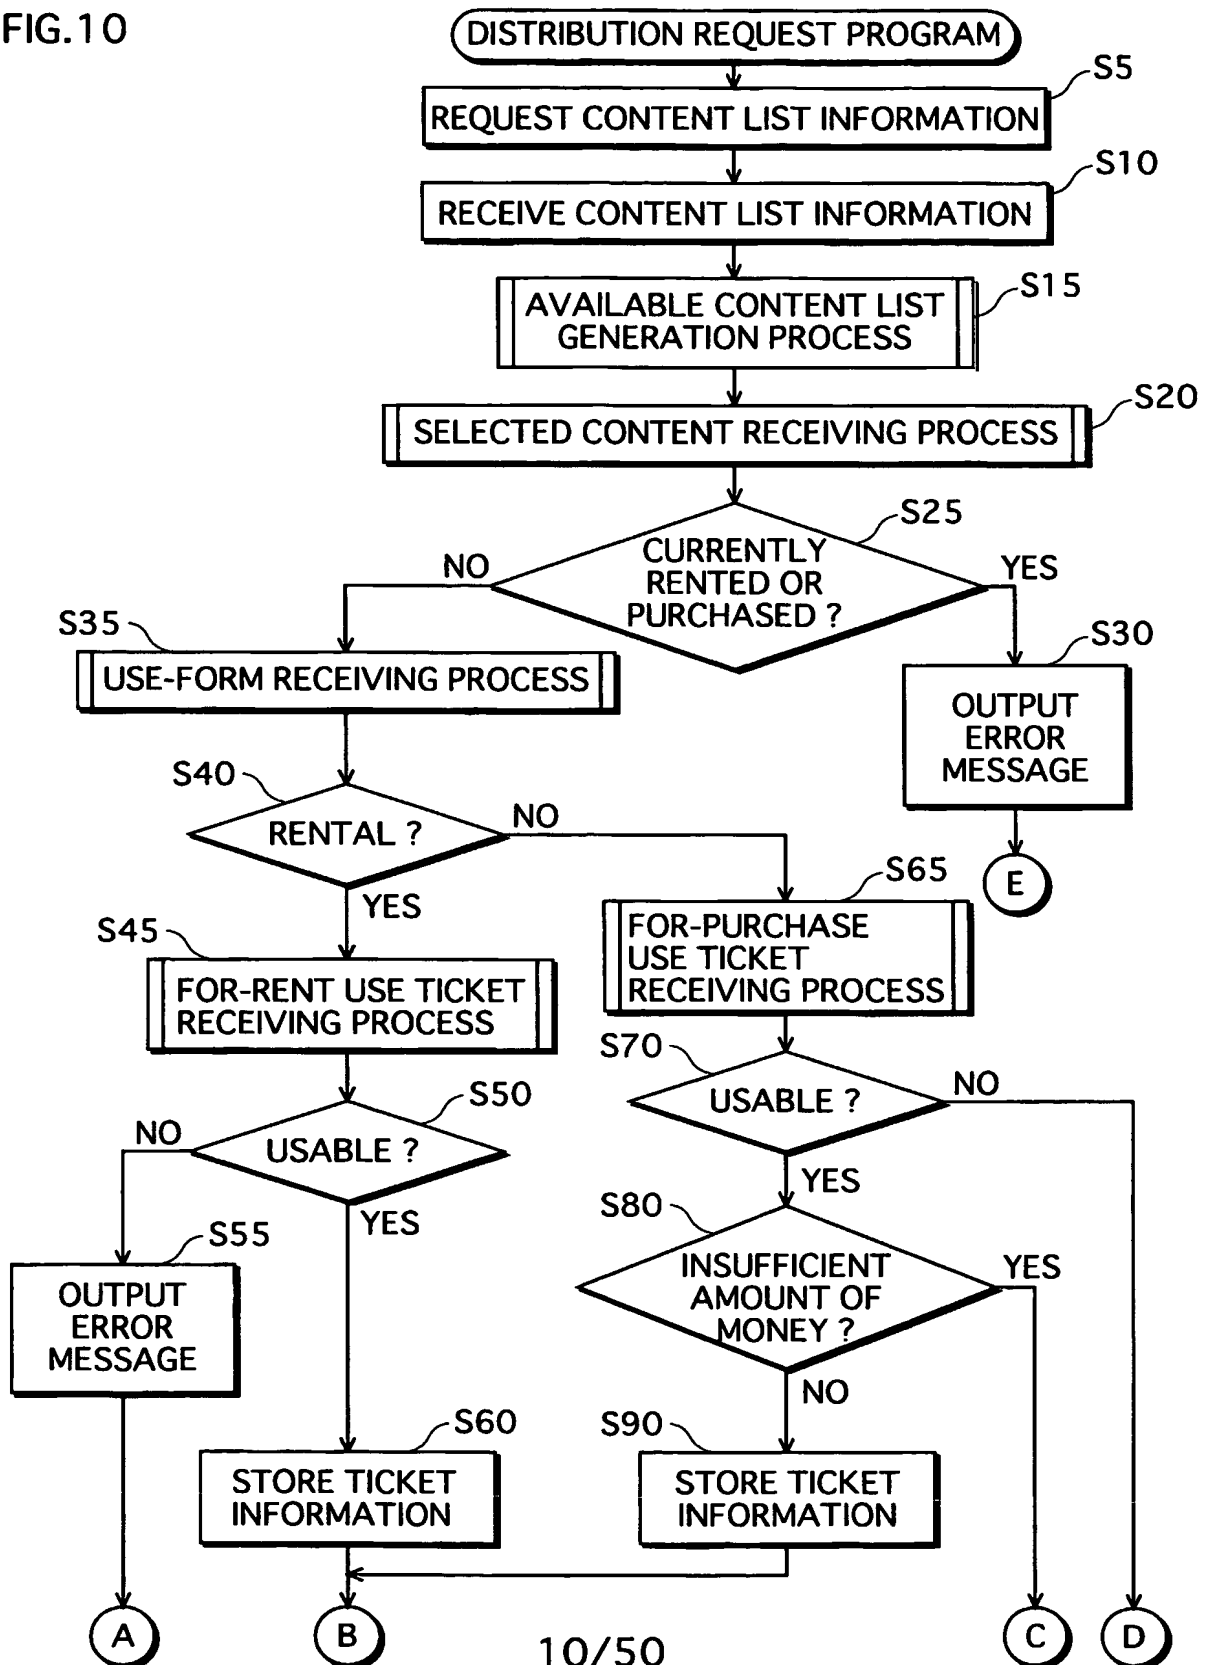 FIG.10
DISTRIBUTION REQUEST PROGRAM
S5
REQUEST CONTENT LIST INFORMATION
S10
RECEIVE CONTENT LIST INFORMATION
S15
AVAILABLE CONTENT LIST
GENERATION PROCESS
S20
SELECTED CONTENT RECEIVING PROCESS
S25
CURRENTLY
RENTED OR
PURCHASED ?
NO
YES
S35
USE-FORM RECEIVING PROCESS
S30
OUTPUT
ERROR
MESSAGE
E
S40
RENTAL ?
NO
YES
S45
FOR-RENT USE TICKET
RECEIVING PROCESS
S65
FOR-PURCHASE
USE TICKET
RECEIVING PROCESS
S50
USABLE ?
NO
YES
S70
USABLE ?
NO
YES
S55
OUTPUT
ERROR
MESSAGE
S80
INSUFFICIENT
AMOUNT OF
MONEY ?
YES
NO
S60
STORE TICKET
INFORMATION
S90
STORE TICKET
INFORMATION
A
B
C
D
10/50